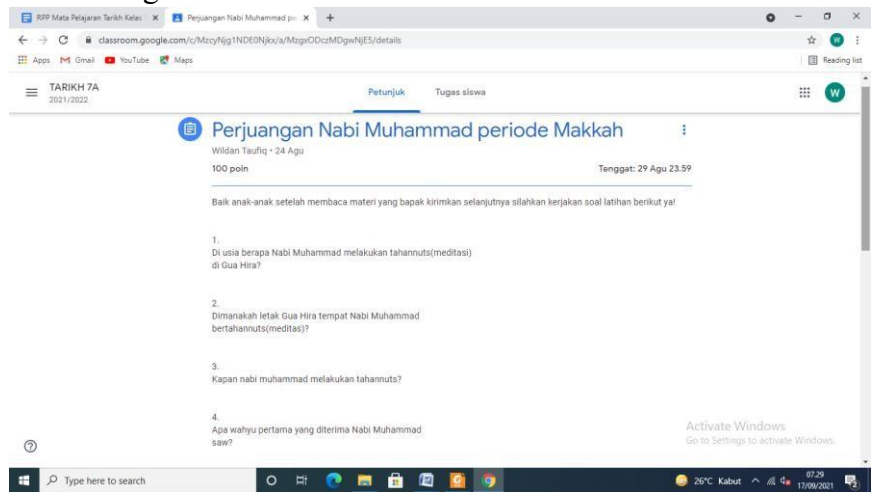 RPP Mata Pelajaran Tarikh Kelas
Perjuangan Nabi Muhammad pe
classroom.google.com/c/MzcyNjg1NDE0Njkx/a/MzgxODczMDgwNjE5/details
Apps Gmail YouTube Maps Reading list
TARIKH 7A
2021/2022
Petunjuk Tugas siswa
W
Perjuangan Nabi Muhammad periode Makkah
Wildan Taufiq • 24 Agu
100 poin Tenggat: 29 Agu 23.59
Baik anak-anak setelah membaca materi yang bapak kirimkan selanjutnya silahkan kerjakan soal latihan berikut ya!
1.
Di usia berapa Nabi Muhammad melakukan tahannuts(meditasi)
di Gua Hira?
2.
Dimanakah letak Gua Hira tempat Nabi Muhammad
bertahannuts(meditas)?
3.
Kapan nabi muhammad melakukan tahannuts?
4.
Apa wahyu pertama yang diterima Nabi Muhammad
saw?
Activate Windows
Go to Settings to activate Windows.
Type here to search
26°C Kabut
07.29
17/09/2021